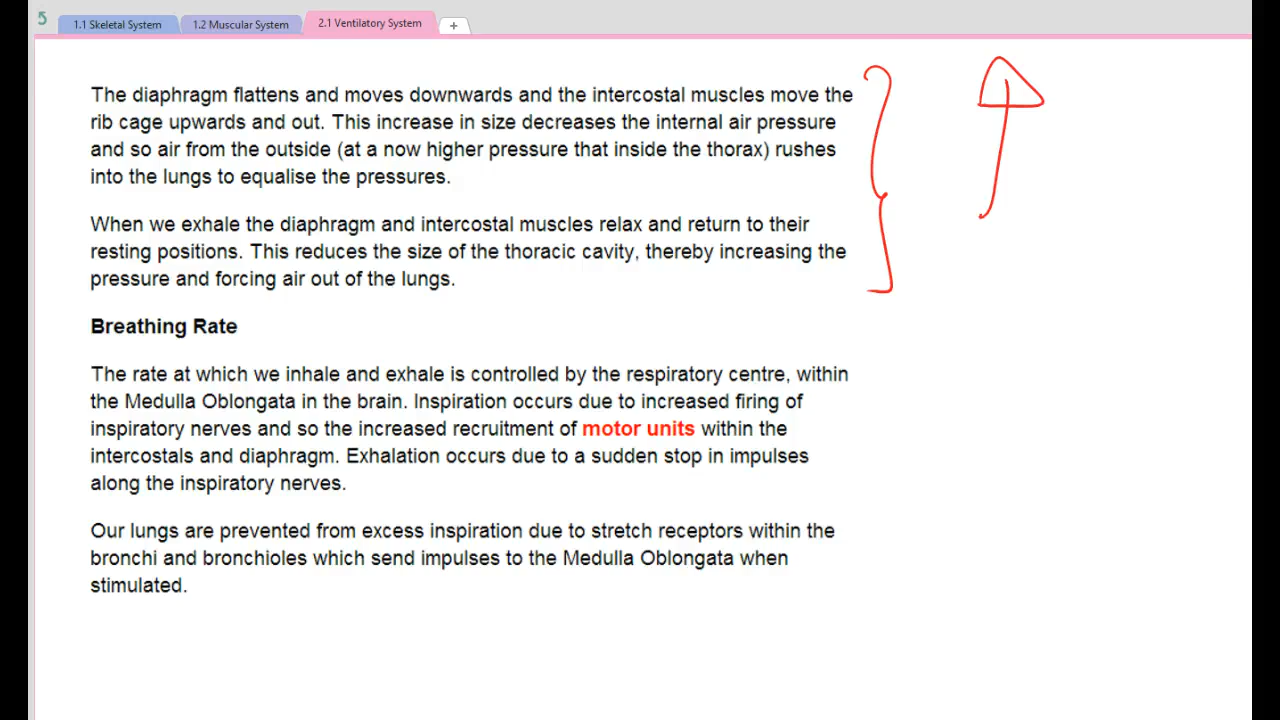 5
1.1 Skeletal System
1.2 Muscular System
2.1 Ventilatory System
+
The diaphragm flattens and moves downwards and the intercostal muscles move the
rib cage upwards and out. This increase in size decreases the internal air pressure
and so air from the outside (at a now higher pressure that inside the thorax) rushes
into the lungs to equalise the pressures.
When we exhale the diaphragm and intercostal muscles relax and return to their
resting positions. This reduces the size of the thoracic cavity, thereby increasing the
pressure and forcing air out of the lungs.
Breathing Rate
The rate at which we inhale and exhale is controlled by the respiratory centre, within
the Medulla Oblongata in the brain. Inspiration occurs due to increased firing of
inspiratory nerves and so the increased recruitment of motor units within the
intercostals and diaphragm. Exhalation occurs due to a sudden stop in impulses
along the inspiratory nerves.
Our lungs are prevented from excess inspiration due to stretch receptors within the
bronchi and bronchioles which send impulses to the Medulla Oblongata when
stimulated.